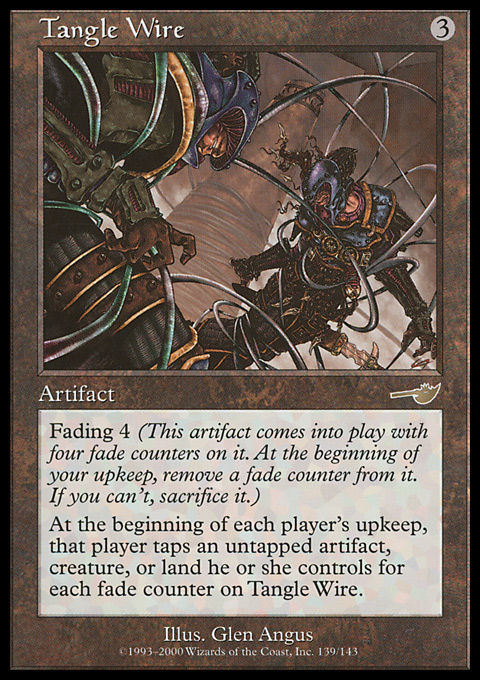 Tangle Wire 3
Artifact
Fading 4 (This artifact comes into play with
four fade counters on it. At the beginning of
your upkeep, remove a fade counter from it.
If you can't, sacrifice it.)
At the beginning of each player's upkeep,
that player taps an untapped artifact,
creature, or land he or she controls for
each fade counter on Tangle Wire.
Illus. Glen Angus
©1993–2000 Wizards of the Coast, Inc. 139/143